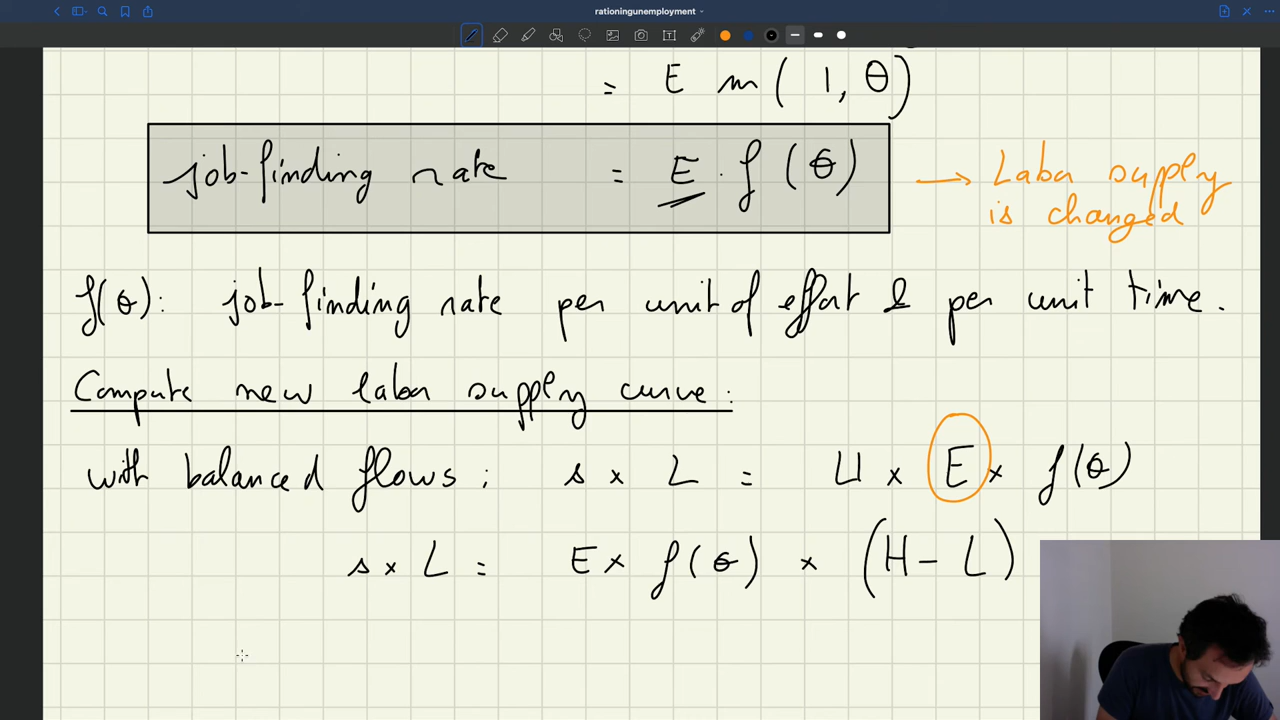 rationingunemployment
= E m ( 1, θ )
job-finding rate = E · f (θ) → Labor supply
is changed
f(θ): job-finding rate per unit of effort & per unit time.
Compute new labor supply curve:
with balanced flows: s × L = U × E × f(θ)
s × L = E × f(θ) × (H - L)